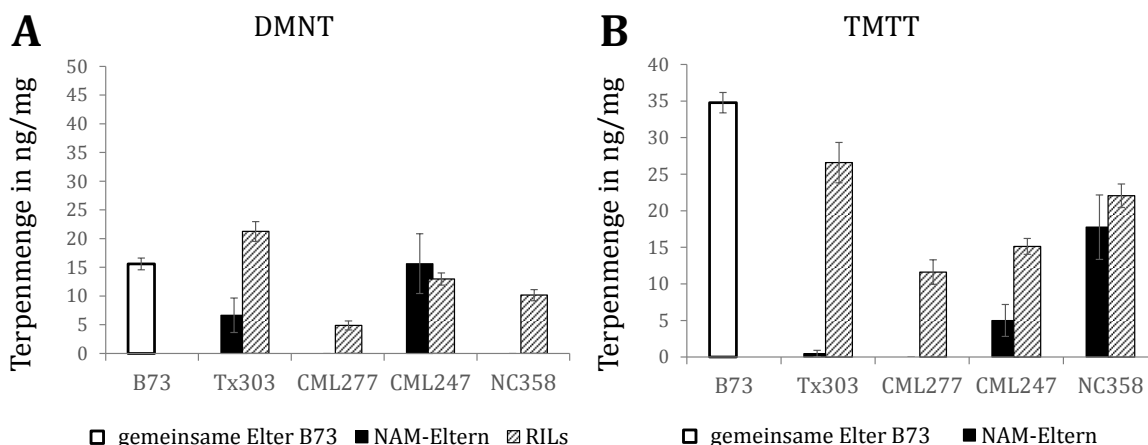 A
DMNT
Terpenmenge in ng/mg
50
45
40
35
30
25
20
15
10
5
0
B73 Tx303 CML277 CML247 NC358
gemeinsame Elter B73 NAM-Eltern RILs
B
TMTT
Terpenmenge in ng/mg
40
35
30
25
20
15
10
5
0
B73 Tx303 CML277 CML247 NC358
gemeinsame Elter B73 NAM-Eltern RILs